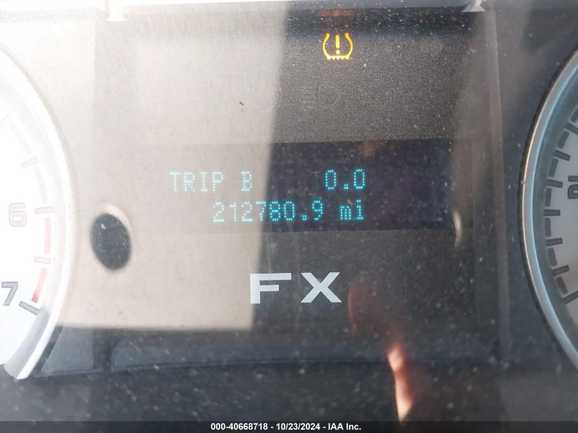 TRIP B 0.0
212780.9 mi
6
7
FX
000-40668718 - 10/23/2024 - IAA Inc.